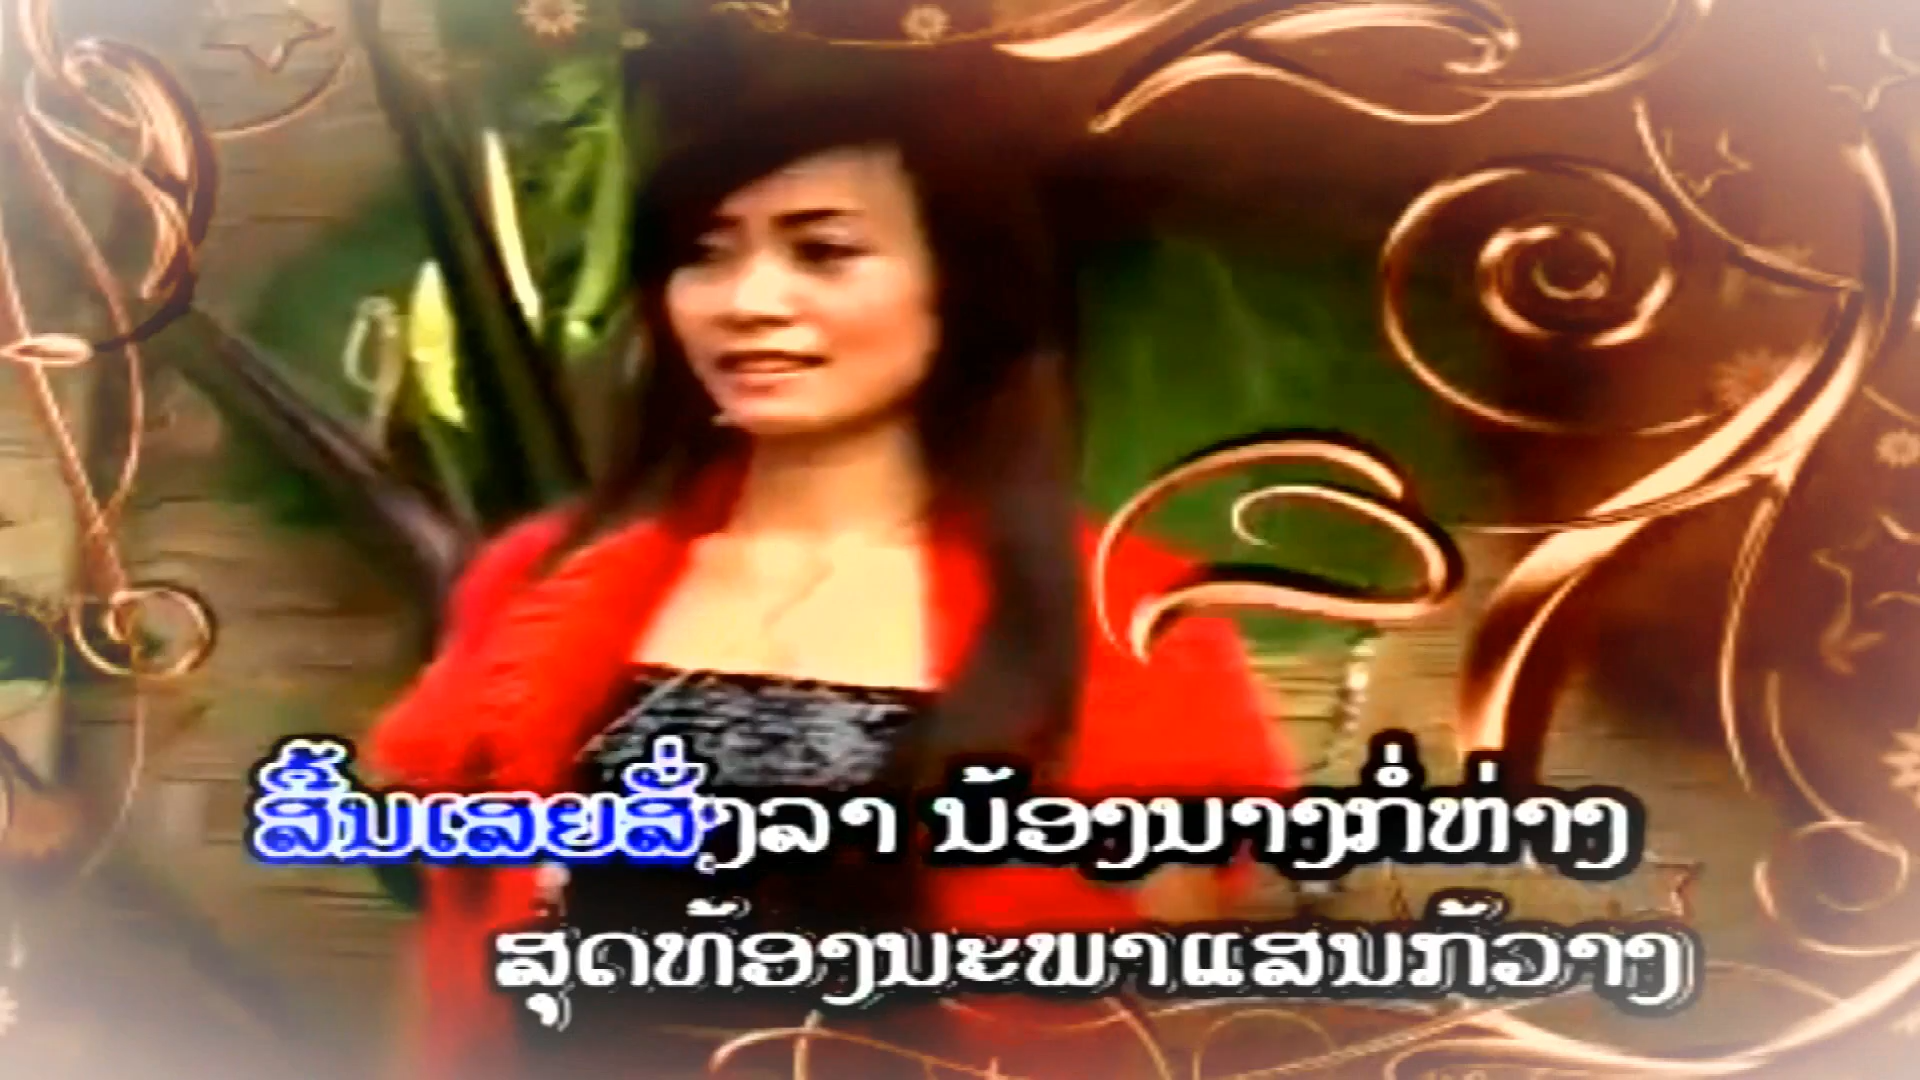 ສິ້ນເສຍສັ່ງລາ ນ້ອງນາງກໍ່ຫ່າງ
ສຸດທ້ອງນະພາແສນກ້ວາງ